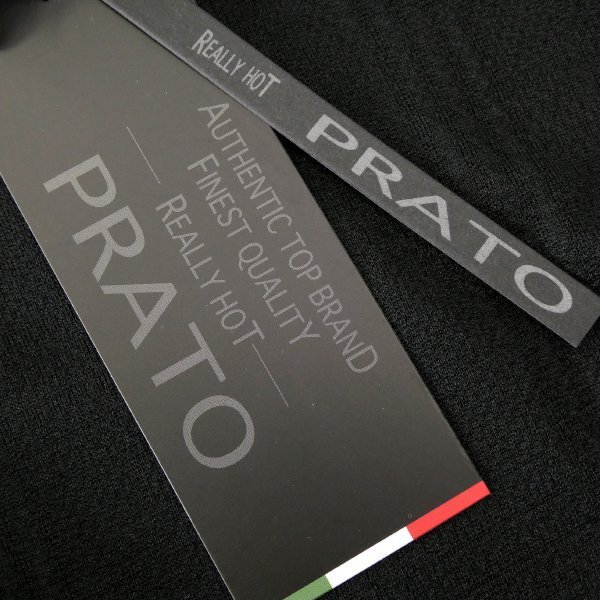 REALLY HOT
PRATO
AUTHENTIC TOP BRAND
FINEST QUALITY
REALLY HOT
PRATO